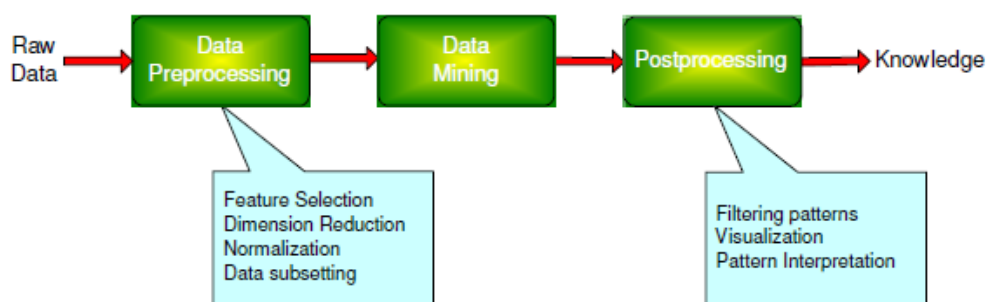 Raw
Data
Data
Preprocessing
Data
Mining
Postprocessing
Knowledge
Feature Selection
Dimension Reduction
Normalization
Data subsetting
Filtering patterns
Visualization
Pattern Interpretation